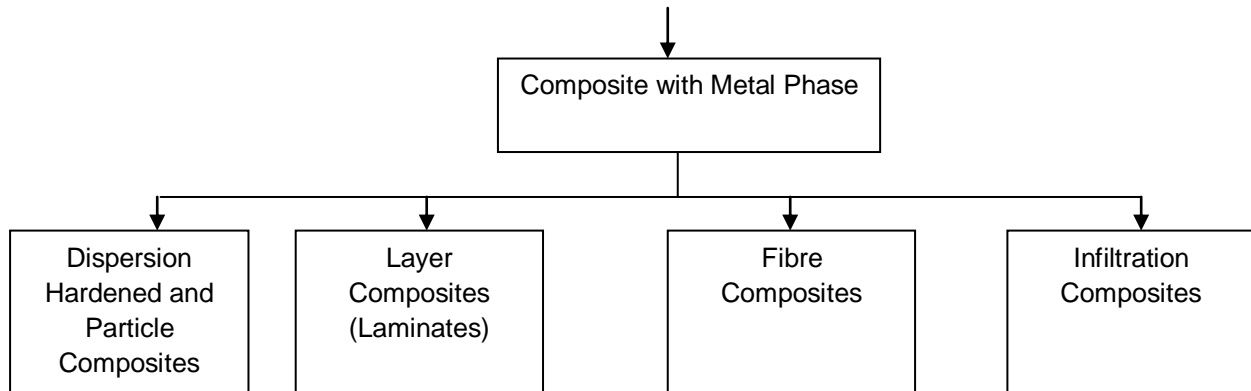 Composite with Metal Phase
Dispersion
Hardened and
Particle
Composites
Layer
Composites
(Laminates)
Fibre
Composites
Infiltration
Composites